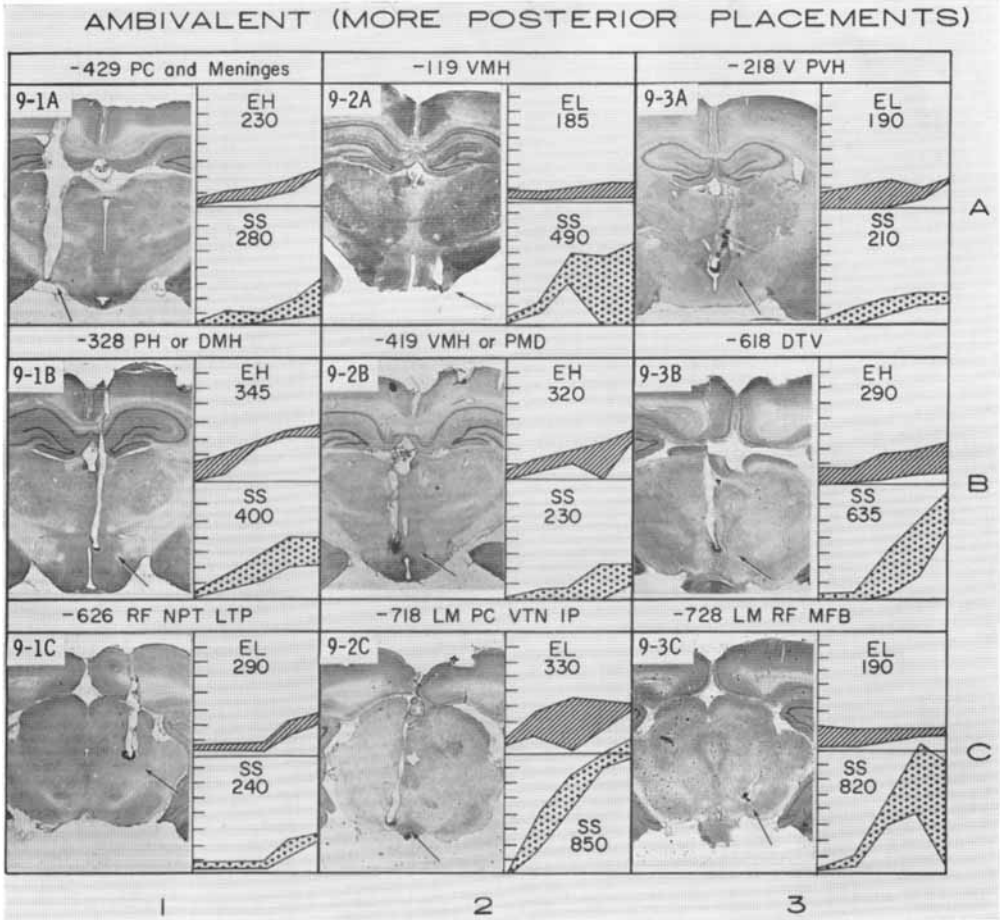 AMBIVALENT (MORE POSTERIOR PLACEMENTS)
-429 PC and Meninges
-119 VMH
-218 V PVH
9-1A
EH
230
SS
280
9-2A
EL
185
SS
490
9-3A
EL
190
SS
210
A
-328 PH or DMH
-419 VMH or PMD
-618 DTV
9-1B
EH
345
SS
400
9-2B
EH
320
SS
230
9-3B
EH
290
SS
635
B
-626 RF NPT LTP
-718 LM PC VTN IP
-728 LM RF MFB
9-1C
EL
290
SS
240
9-2C
EL
330
SS
850
9-3C
EL
190
SS
820
C
1
2
3